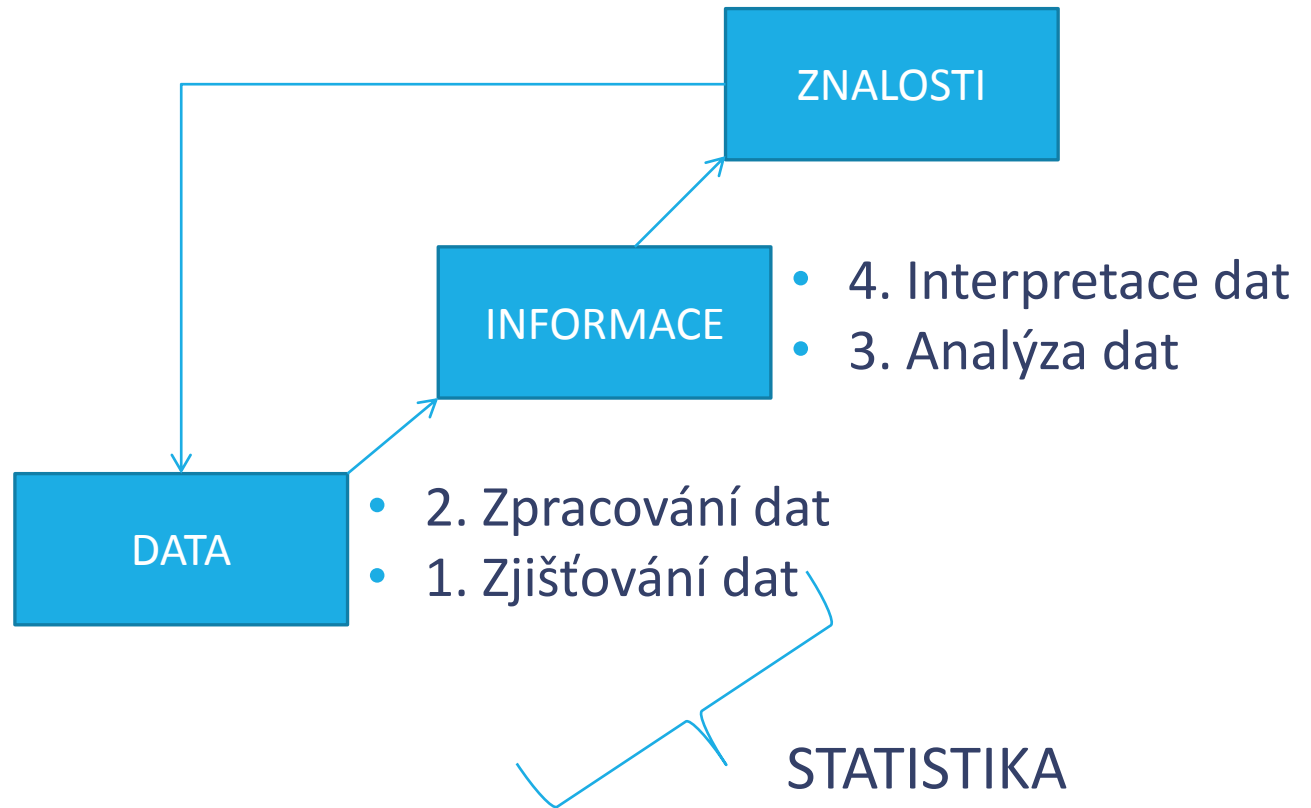 ZNALOSTI
INFORMACE
• 4. Interpretace dat
• 3. Analýza dat
DATA
• 2. Zpracování dat
• 1. Zjišťování dat
STATISTIKA